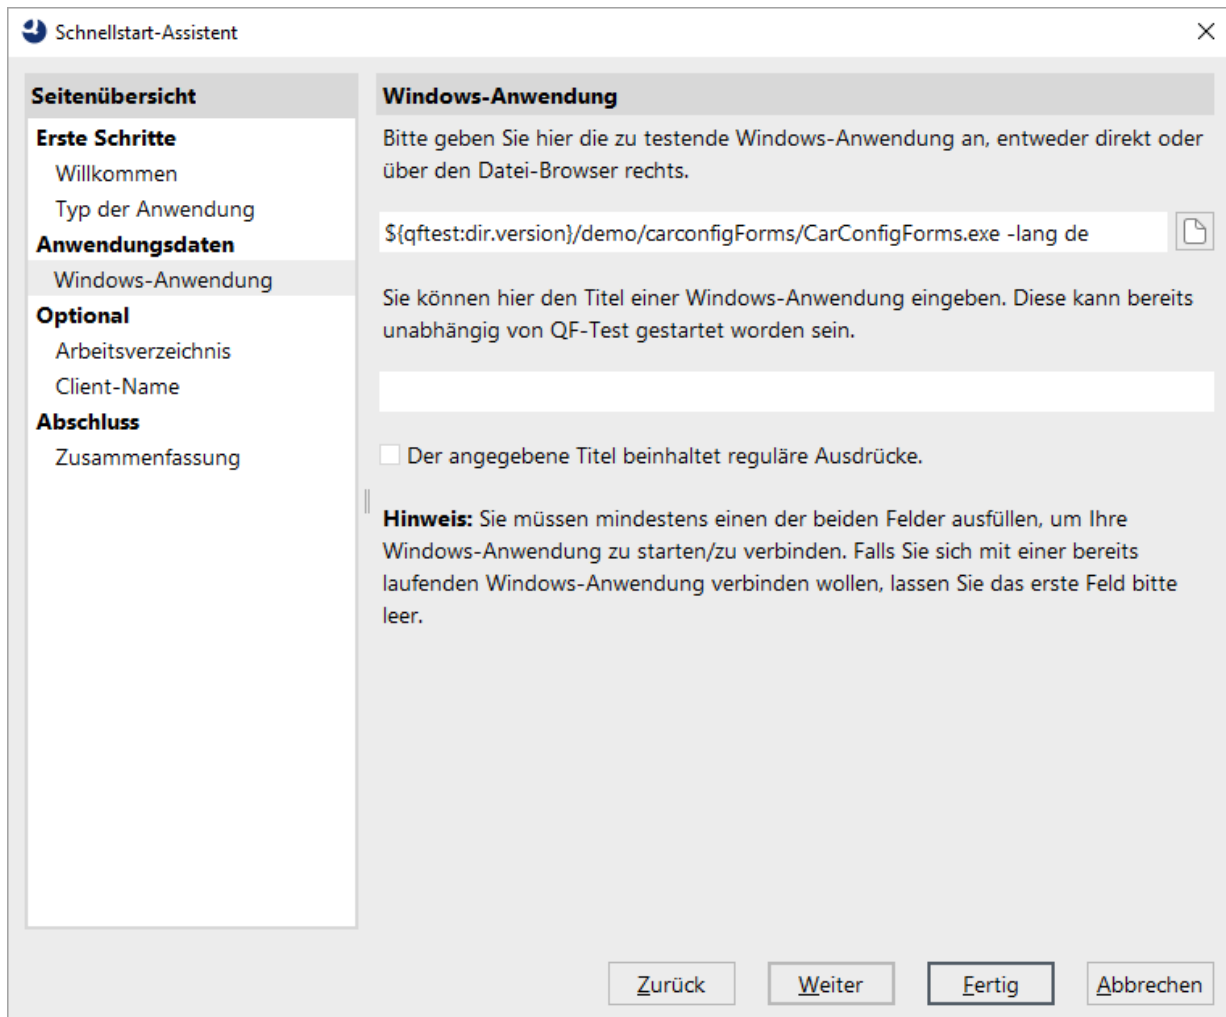 Schnellstart-Assistent
Seitenübersicht
Erste Schritte
Willkommen
Typ der Anwendung
Anwendungsdaten
Windows-Anwendung
Optional
Arbeitsverzeichnis
Client-Name
Abschluss
Zusammenfassung
Windows-Anwendung
Bitte geben Sie hier die zu testende Windows-Anwendung an, entweder direkt oder
über den Datei-Browser rechts.
${qftest:dir.version}/demo/carconfigForms/CarConfigForms.exe -lang de
Sie können hier den Titel einer Windows-Anwendung eingeben. Diese kann bereits
unabhängig von QF-Test gestartet worden sein.
Der angegebene Titel beinhaltet reguläre Ausdrücke.
Hinweis: Sie müssen mindestens einen der beiden Felder ausfüllen, um Ihre
Windows-Anwendung zu starten/zu verbinden. Falls Sie sich mit einer bereits
laufenden Windows-Anwendung verbinden wollen, lassen Sie das erste Feld bitte
leer.
Zurück
Weiter
Fertig
Abbrechen